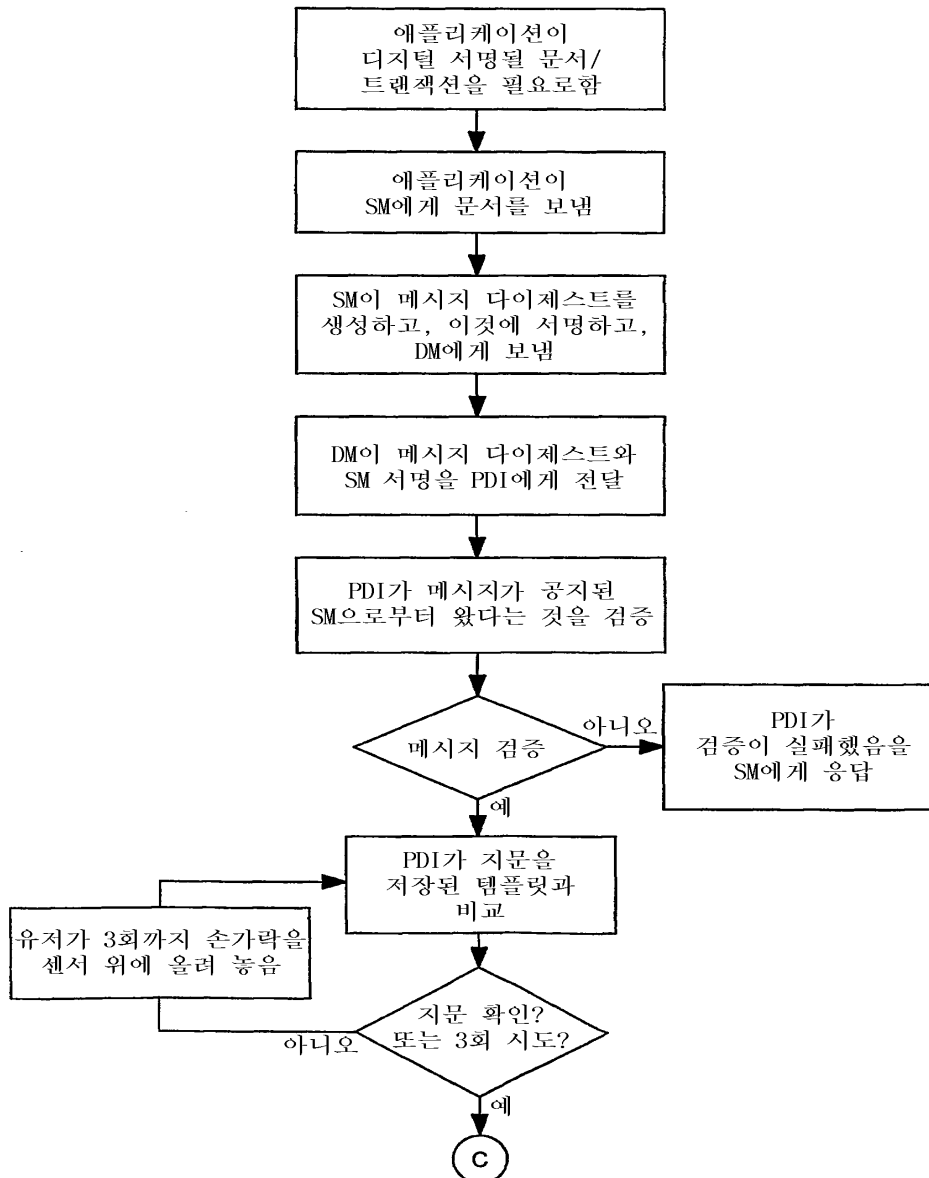 애플리케이션이
디지털 서명될 문서/
트랜잭션을 필요로함
애플리케이션이
SM에게 문서를 보냄
SM이 메시지 다이제스트를
생성하고, 이것에 서명하고,
DM에게 보냄
DM이 메시지 다이제스트와
SM 서명을 PDI에게 전달
PDI가 메시지가 공지된
SM으로부터 왔다는 것을 검증
메시지 검증
아니오
PDI가
검증이 실패했음을
SM에게 응답
예
PDI가 지문을
저장된 템플릿과
비교
유저가 3회까지 손가락을
센서 위에 올려 놓음
지문 확인?
또는 3회 시도?
아니오
예
C